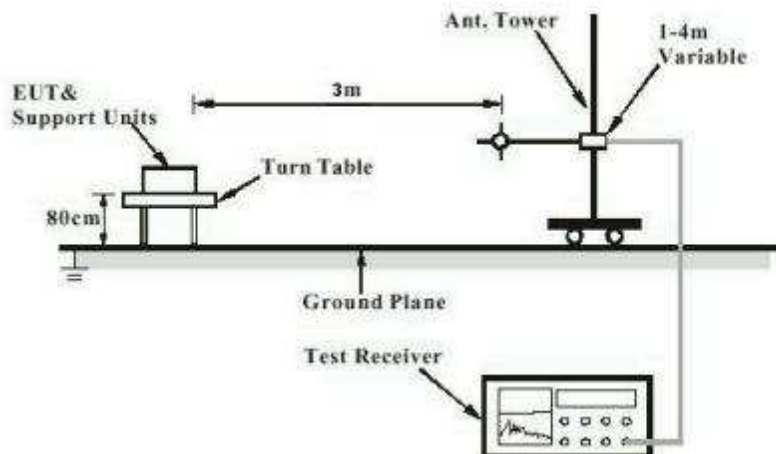 Ant. Tower
1-4m
Variable
EUT&
Support Units
3m
Turn Table
80cm
Ground Plane
Test Receiver